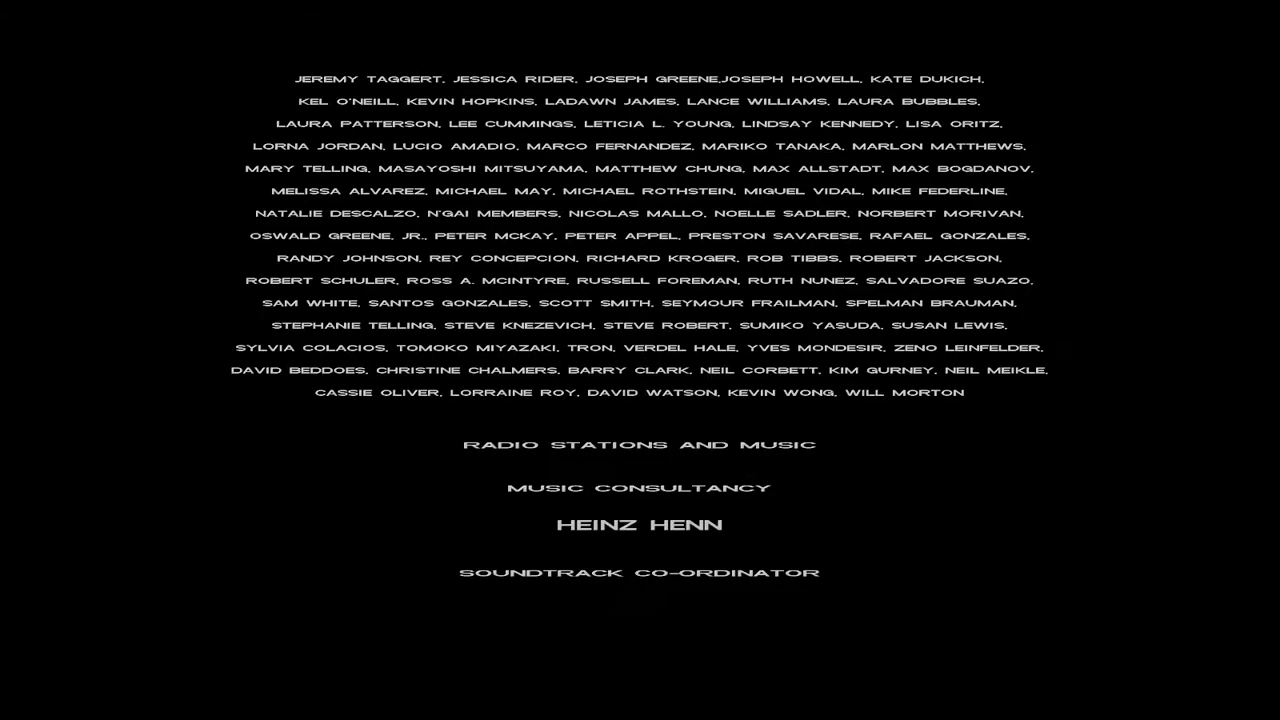 JEREMY TAGGERT, JESSICA RIDER, JOSEPH GREENE,JOSEPH HOWELL, KATE DUKICH,
KEL O'NEILL, KEVIN HOPKINS, LADAWN JAMES, LANCE WILLIAMS, LAURA BUBBLES,
LAURA PATTERSON, LEE CUMMINGS, LETICIA L. YOUNG, LINDSAY KENNEDY, LISA ORITZ,
LORNA JORDAN, LUCIO AMADIO, MARCO FERNANDEZ, MARIKO TANAKA, MARLON MATTHEWS,
MARY TELLING, MASAYOSHI MITSUYAMA, MATTHEW CHUNG, MAX ALLSTADT, MAX BOGDANOV,
MELISSA ALVAREZ, MICHAEL MAY, MICHAEL ROTHSTEIN, MIGUEL VIDAL, MIKE FEDERLINE,
NATALIE DESCALZO, N'GAI MEMBERS, NICOLAS MALLO, NOELLE SADLER, NORBERT MORIVAN,
OSWALD GREENE, JR., PETER MCKAY, PETER APPEL, PRESTON SAVARESE, RAFAEL GONZALES,
RANDY JOHNSON, REY CONCEPCION, RICHARD KROGER, ROB TIBBS, ROBERT JACKSON,
ROBERT SCHULER, ROSS A. MCINTYRE, RUSSELL FOREMAN, RUTH NUNEZ, SALVADORE SUAZO,
SAM WHITE, SANTOS GONZALES, SCOTT SMITH, SEYMOUR FRAILMAN, SPELMAN BRAUMAN,
STEPHANIE TELLING, STEVE KNEZEVICH, STEVE ROBERT, SUMIKO YASUDA, SUSAN LEWIS,
SYLVIA COLACIOS, TOMOKO MIYAZAKI, TRON, VERDEL HALE, YVES MONDESIR, ZENO LEINFELDER,
DAVID BEDDOES, CHRISTINE CHALMERS, BARRY CLARK, NEIL CORBETT, KIM GURNEY, NEIL MEIKLE,
CASSIE OLIVER, LORRAINE ROY, DAVID WATSON, KEVIN WONG, WILL MORTON
RADIO STATIONS AND MUSIC
MUSIC CONSULTANCY
HEINZ HENN
SOUNDTRACK CO-ORDINATOR